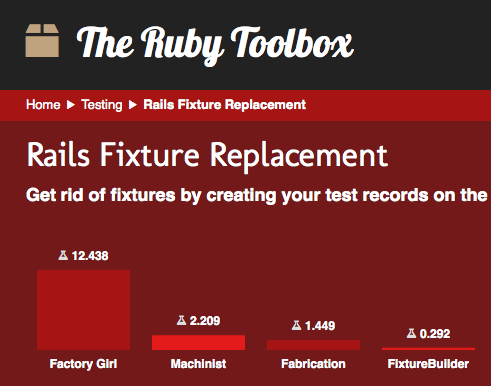 The Ruby Toolbox
Home ▶ Testing ▶ Rails Fixture Replacement
Rails Fixture Replacement
Get rid of fixtures by creating your test records on the
12.438
2.209
1.449
0.292
Factory Girl
Machinist
Fabrication
FixtureBuilder